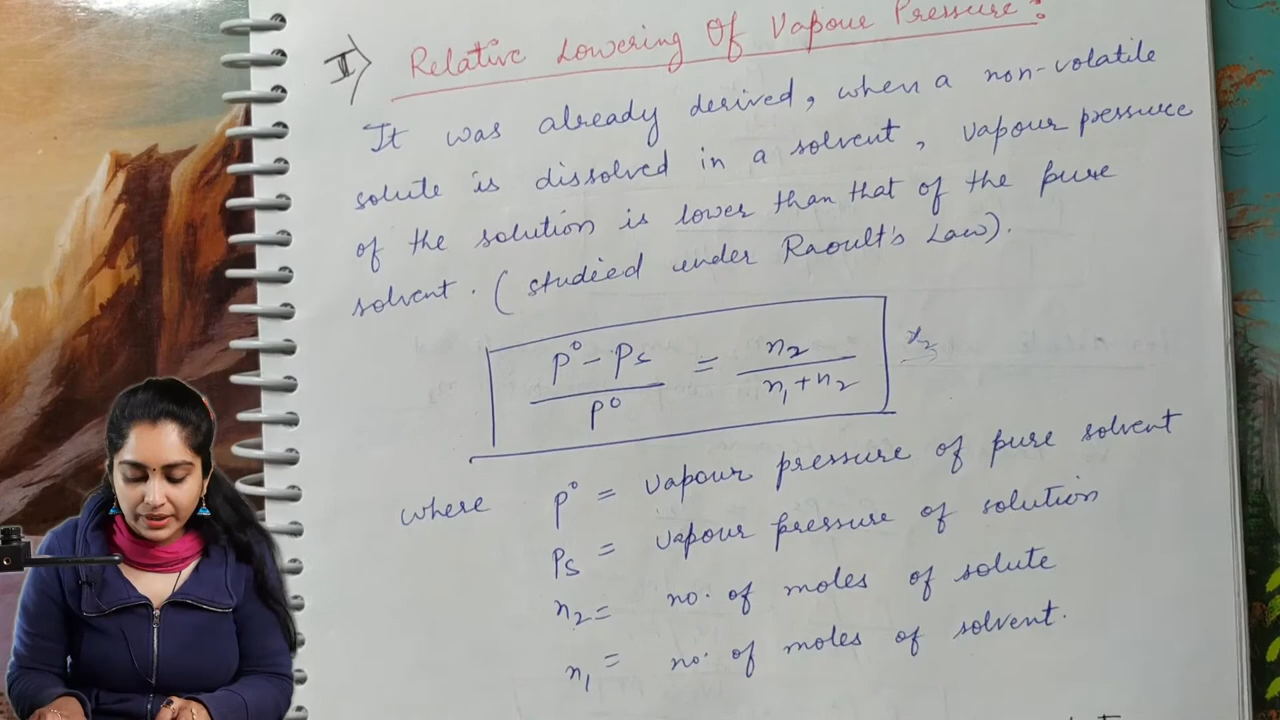 I) Relative Lowering Of Vapour Pressure:
It was already derived, when a non-volatile
solute is dissolved in a solvent, vapour pressure
of the solution is lower than that of the pure
solvent. (studied under Raoult's Law).
p° - ps / p° = n2 / n1 + n2 x2
where p° = vapour pressure of pure solvent
ps = vapour pressure of solution
n2 = no. of moles of solute
n1 = no. of moles of solvent.